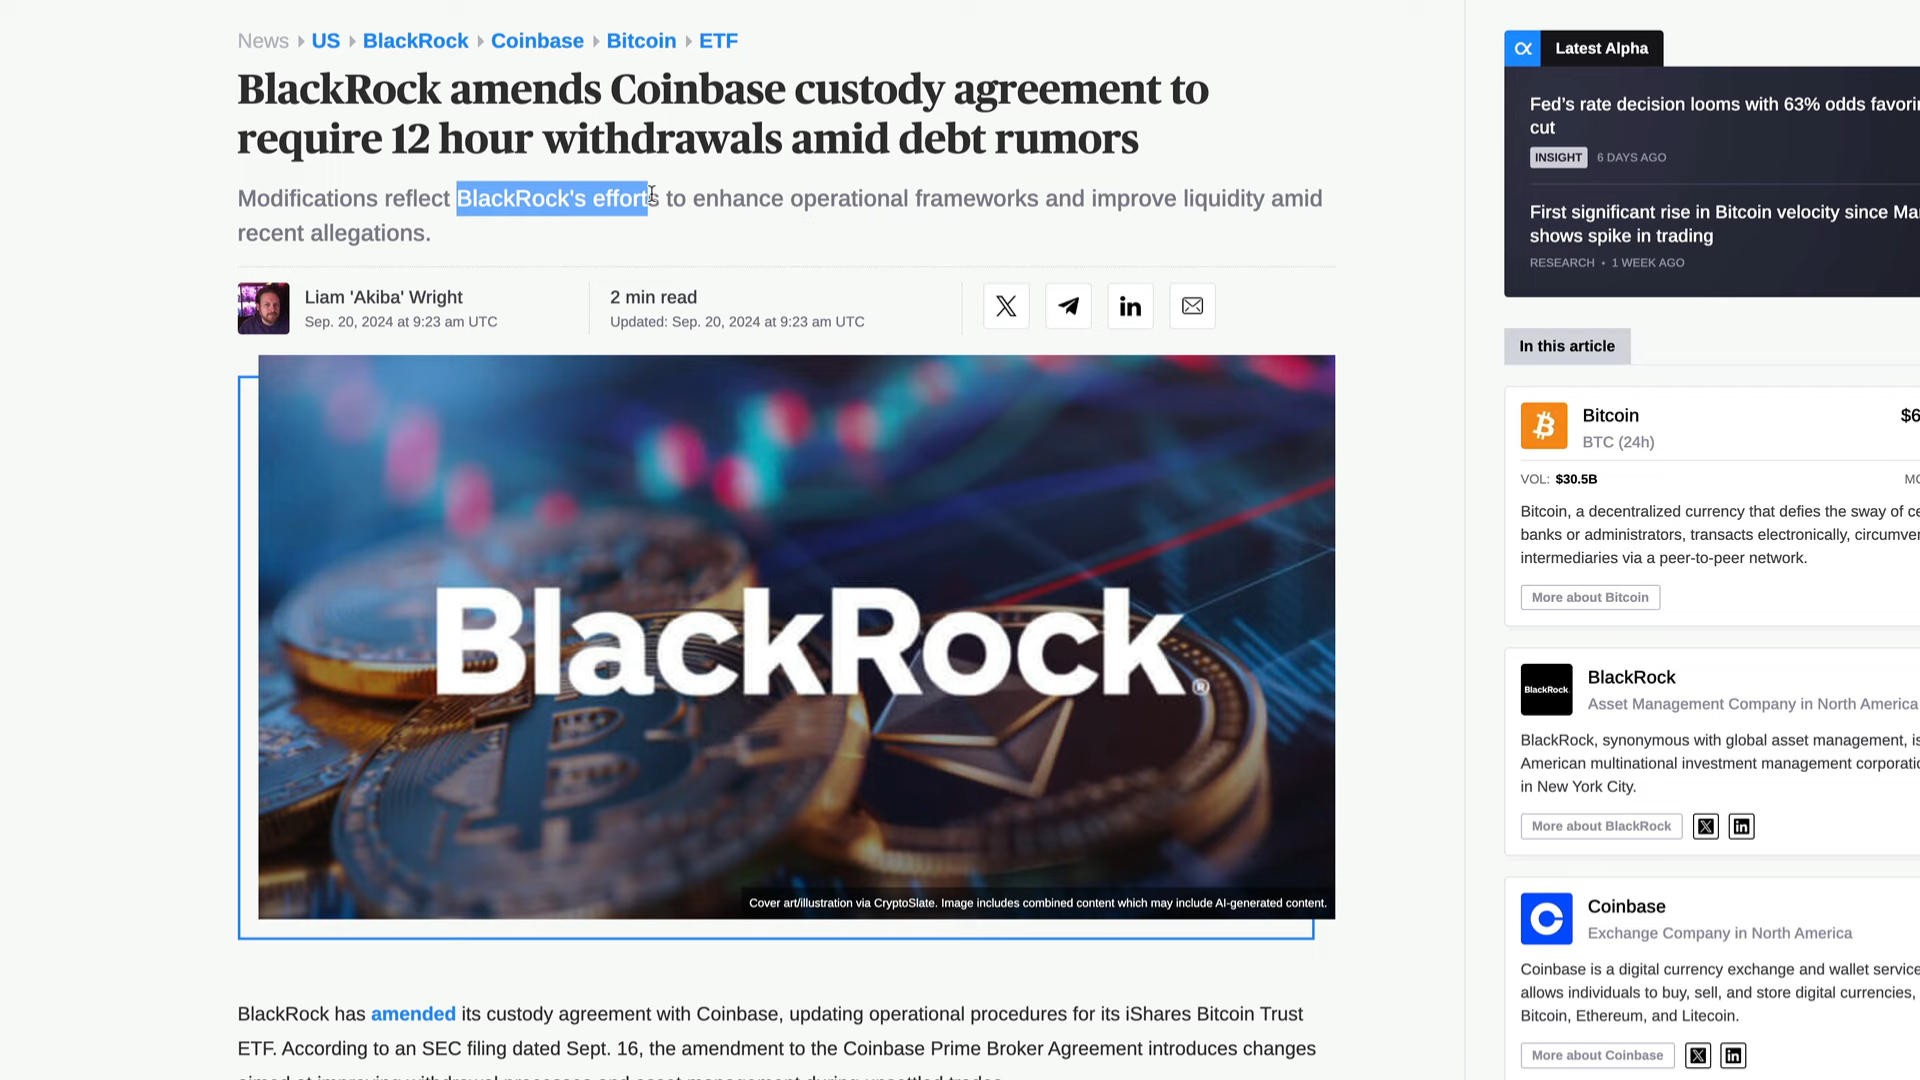 News US BlackRock Coinbase Bitcoin ETF
BlackRock amends Coinbase custody agreement to
require 12 hour withdrawals amid debt rumors
Modifications reflect BlackRock's efforts to enhance operational frameworks and improve liquidity amid
recent allegations.
Liam 'Akiba' Wright
Sep. 20, 2024 at 9:23 am UTC
2 min read
Updated: Sep. 20, 2024 at 9:23 am UTC
BlackRock®
Cover art/illustration via CryptoSlate. Image includes combined content which may include AI-generated content.
BlackRock has amended its custody agreement with Coinbase, updating operational procedures for its iShares Bitcoin Trust
ETF. According to an SEC filing dated Sept. 16, the amendment to the Coinbase Prime Broker Agreement introduces changes
Latest Alpha
Fed's rate decision looms with 63% odds
cut
INSIGHT 6 DAYS AGO
First significant rise in Bitcoin velocity since
shows spike in trading
RESEARCH • 1 WEEK AGO
In this article
Bitcoin
$6
BTC (24h)
VOL: $30.5B
Bitcoin, a decentralized currency that defies the sway of
banks or administrators, transacts electronically,
intermediaries via a peer-to-peer network.
More about Bitcoin
BlackRock.
BlackRock
Asset Management Company in North America
BlackRock, synonymous with global asset management,
American multinational investment management
in New York City.
More about BlackRock
Coinbase
Exchange Company in North America
Coinbase is a digital currency exchange and wallet
allows individuals to buy, sell, and store digital currencies,
Bitcoin, Ethereum, and Litecoin.
More about Coinbase